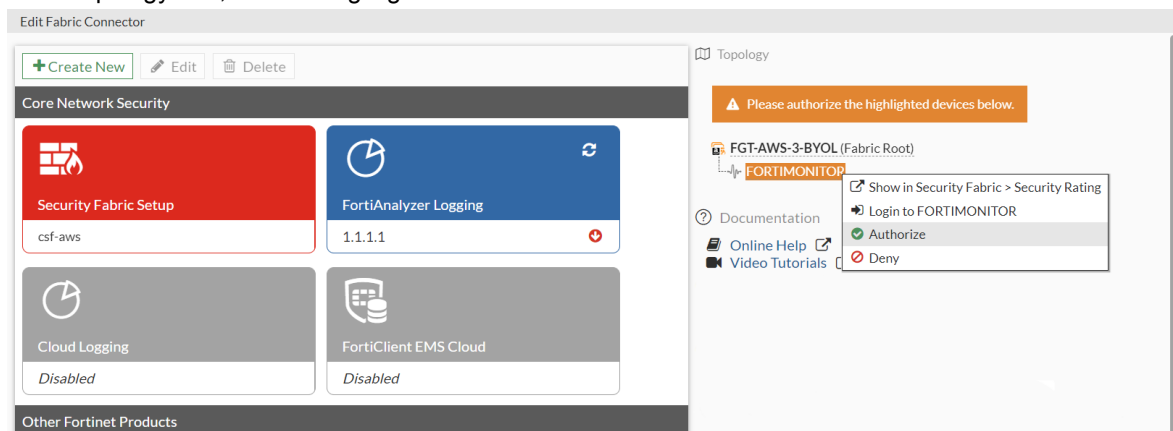 Edit Fabric Connector
Create New
Edit
Delete
Core Network Security
Security Fabric Setup
csf-aws
FortiAnalyzer Logging
1.1.1.1
Cloud Logging
Disabled
FortiClient EMS Cloud
Disabled
Other Fortinet Products
Topology
Please authorize the highlighted devices below.
FGT-AWS-3-BYOL (Fabric Root)
FORTIMONITOR
Show in Security Fabric > Security Rating
Login to FORTIMONITOR
Authorize
Deny
Documentation
Online Help
Video Tutorials